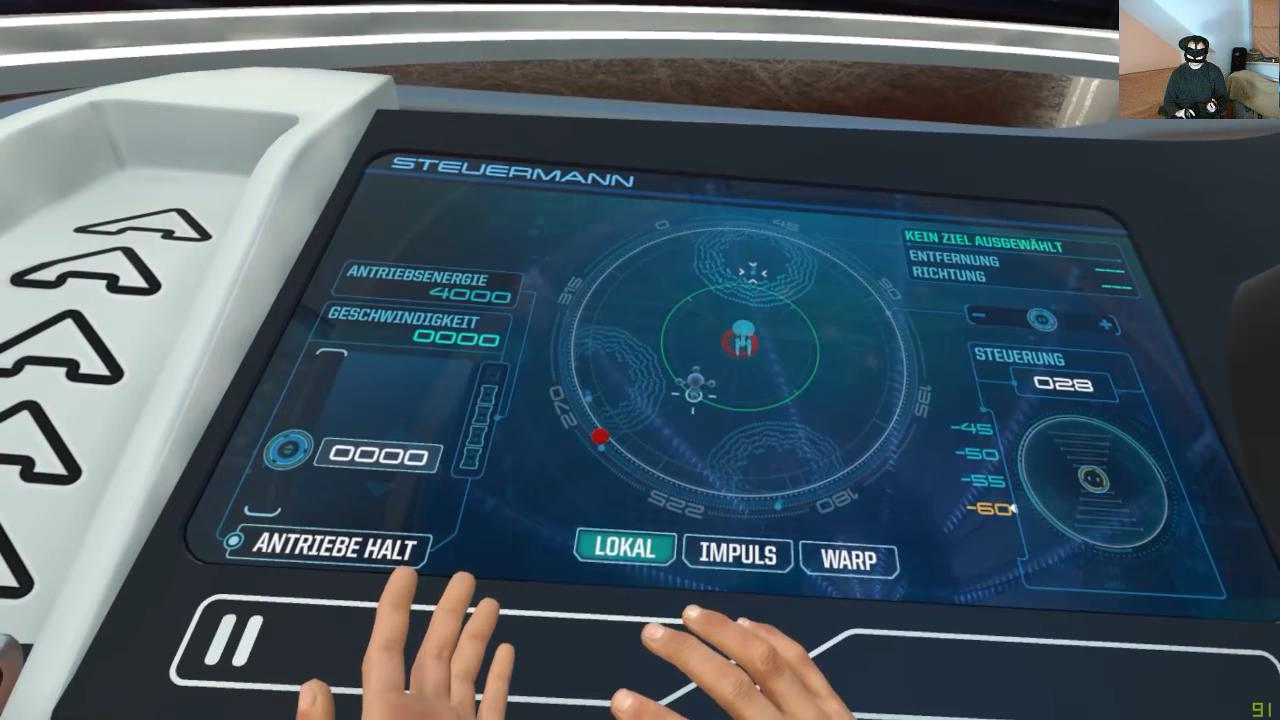 STEUERMANN
ANTRIEBSENERGIE
4000
GESCHWINDIGKEIT
0000
0000
ANTRIEBE HALT
0
45
90
135
180
225
270
315
LOKAL
IMPULS
WARP
KEIN ZIEL AUSGEWÄHLT
ENTFERNUNG
----
RICHTUNG
----
STEUERUNG
028
-45
-50
-55
-60
91